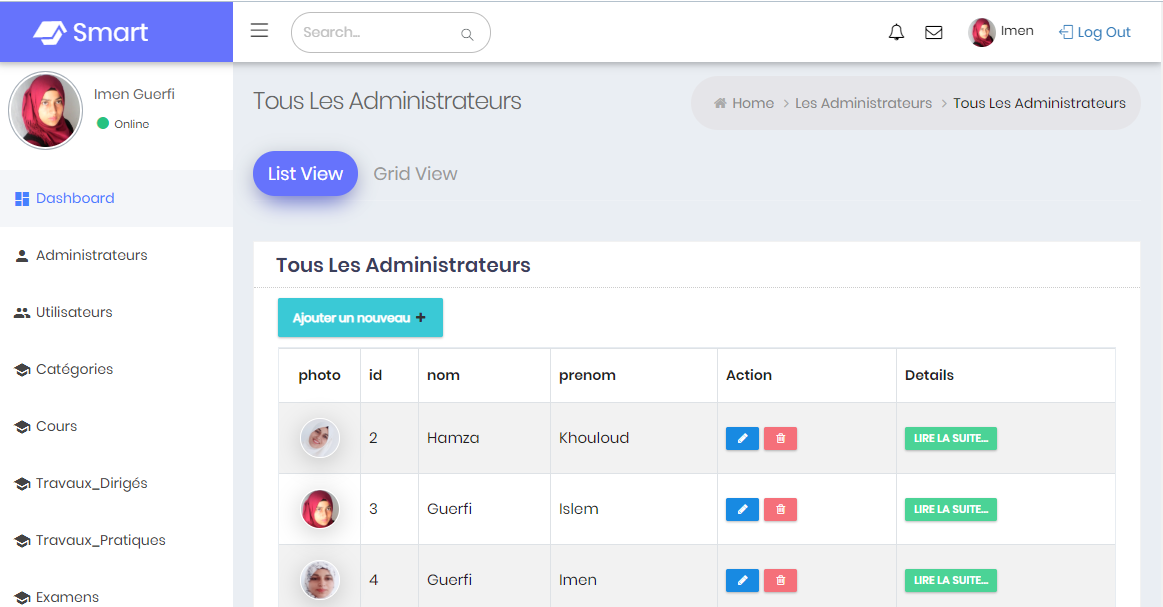 Smart
Search...
Imen
Log Out
Imen Guerfi
Online
Dashboard
Administrateurs
Utilisateurs
Catégories
Cours
Travaux_Dirigés
Travaux_Pratiques
Examens
Tous Les Administrateurs
Home > Les Administrateurs > Tous Les Administrateurs
List View Grid View
Tous Les Administrateurs
Ajouter un nouveau +
photo id nom prenom Action Details
2 Hamza Khouloud LIRE LA SUITE...
3 Guerfi Islem LIRE LA SUITE...
4 Guerfi Imen LIRE LA SUITE...